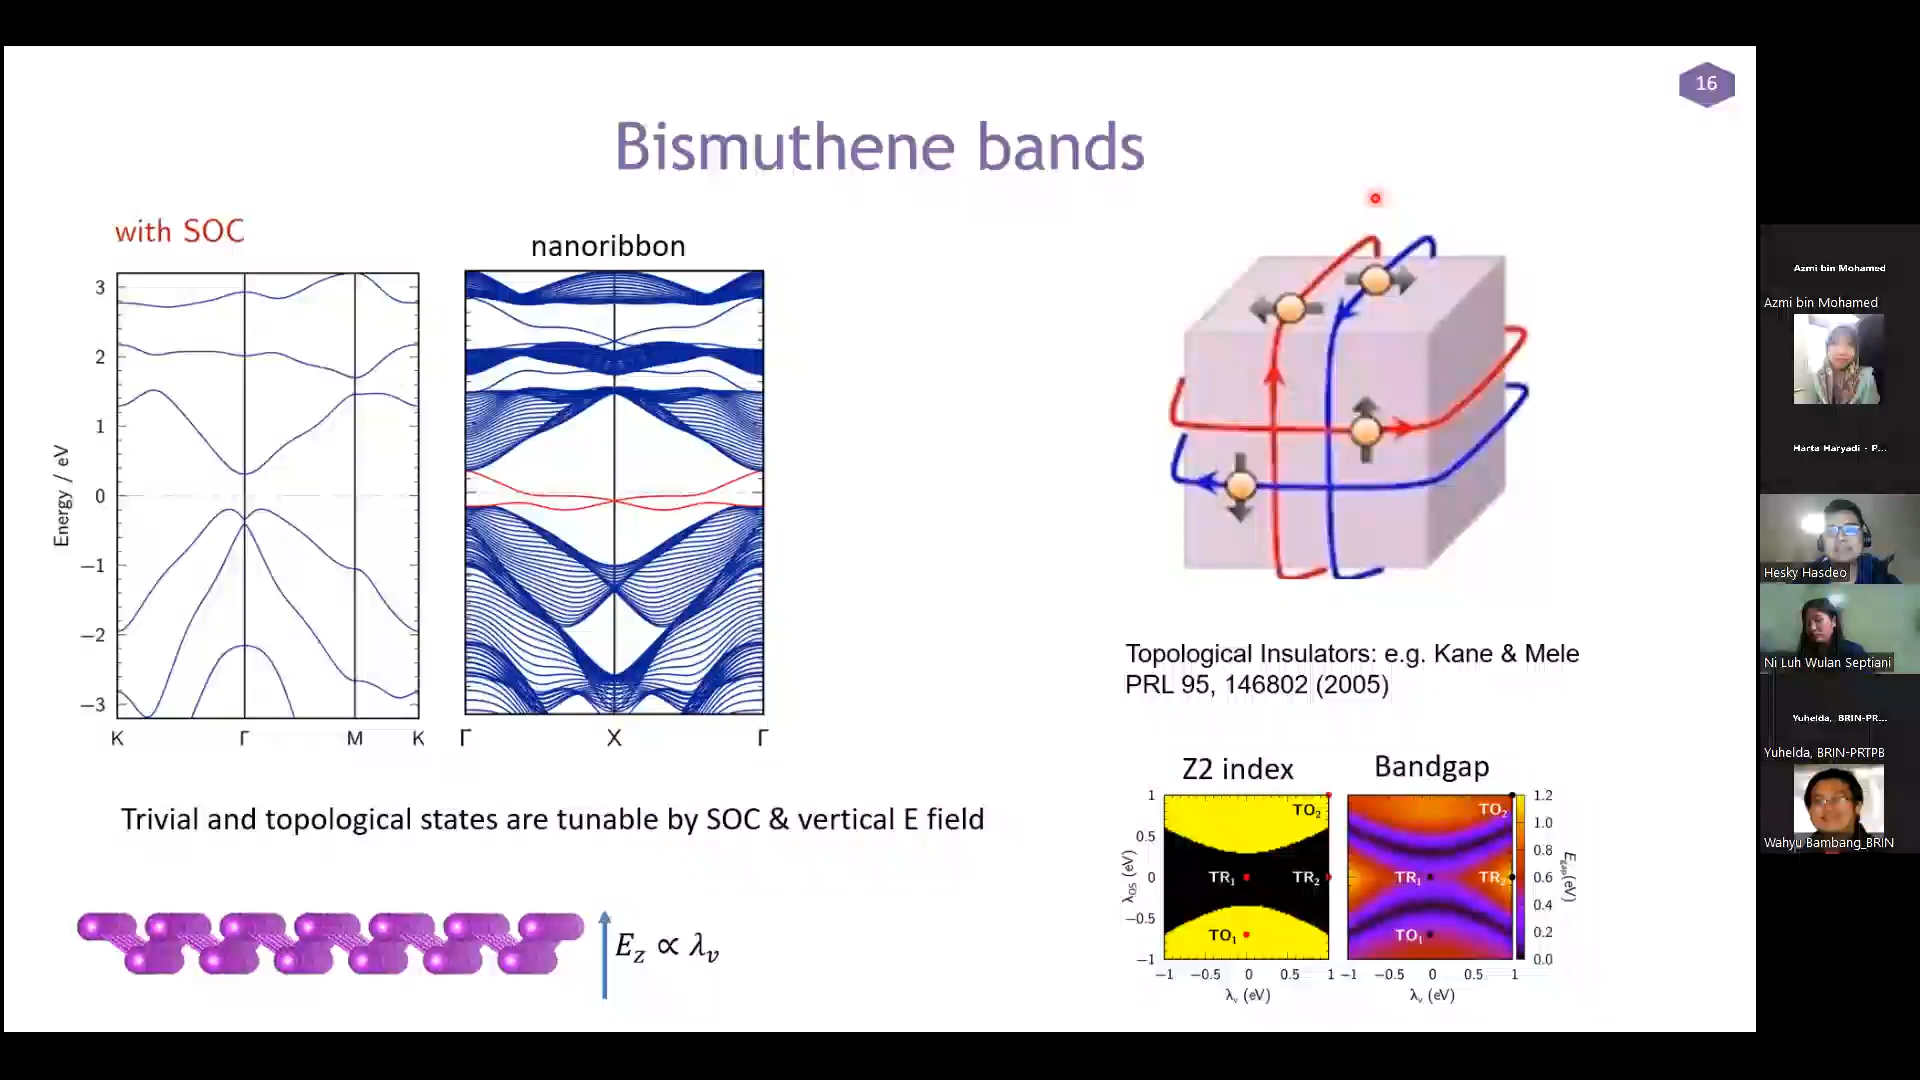 16
Bismuthene bands
with SOC
nanoribbon
Energy / eV
3
2
1
0
−1
−2
−3
K Γ M K
Γ X Γ
Trivial and topological states are tunable by SOC & vertical E field
E_z ∝ λ_v
Topological Insulators: e.g. Kane & Mele
PRL 95, 146802 (2005)
Z2 index
λ_OS (eV)
1
0.5
0
−0.5
−1
TO₂
TR₁ TR₂
TO₁
−1 −0.5 0 0.5 1
λ_v (eV)
Bandgap
TO₂
TR₁ TR₂
TO₁
−1 −0.5 0 0.5 1
λ_v (eV)
1.2
1.0
0.8
0.6
0.4
0.2
0.0
E_gap (eV)
Azmi bin Mohamed
Azmi bin Mohamed
Harta Haryadi - P...
Hesky Hasdeo
Ni Luh Wulan Septiani
Yuhelda, BRIN-PR...
Yuhelda, BRIN-PRTPB
Wahyu Bambang_BRIN